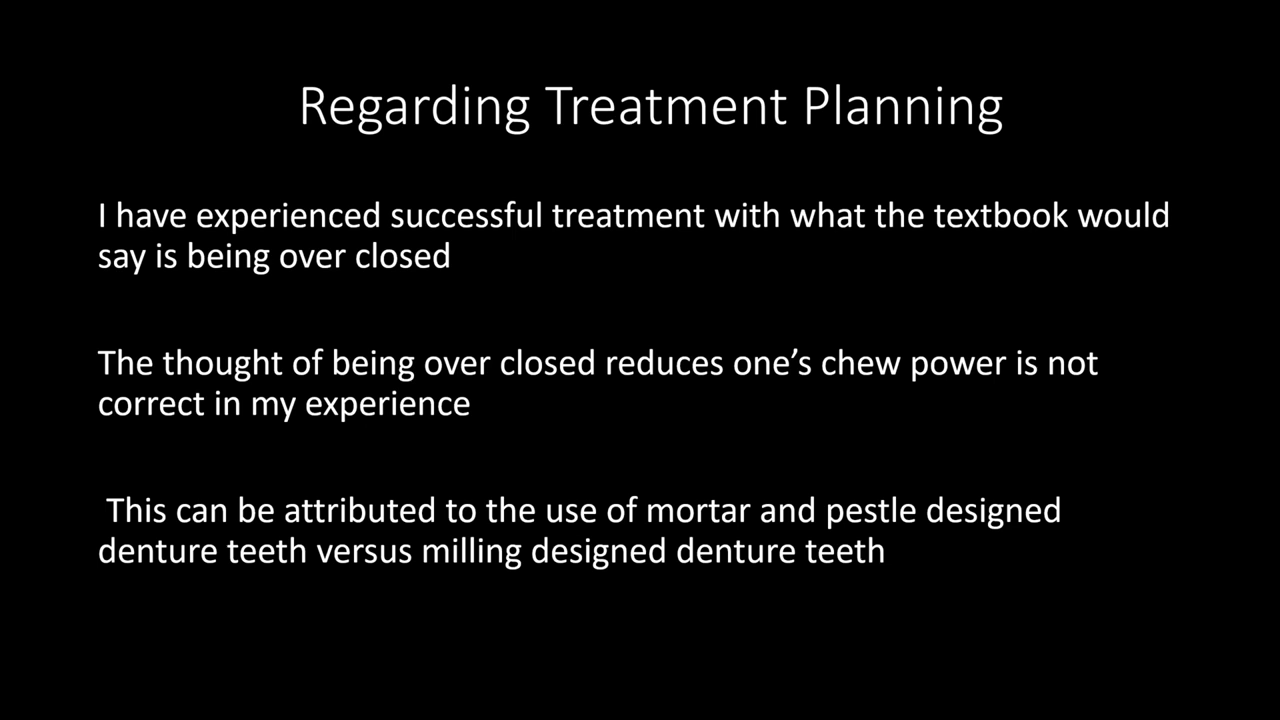 Regarding Treatment Planning
I have experienced successful treatment with what the textbook would
say is being over closed
The thought of being over closed reduces one’s chew power is not
correct in my experience
This can be attributed to the use of mortar and pestle designed
denture teeth versus milling designed denture teeth